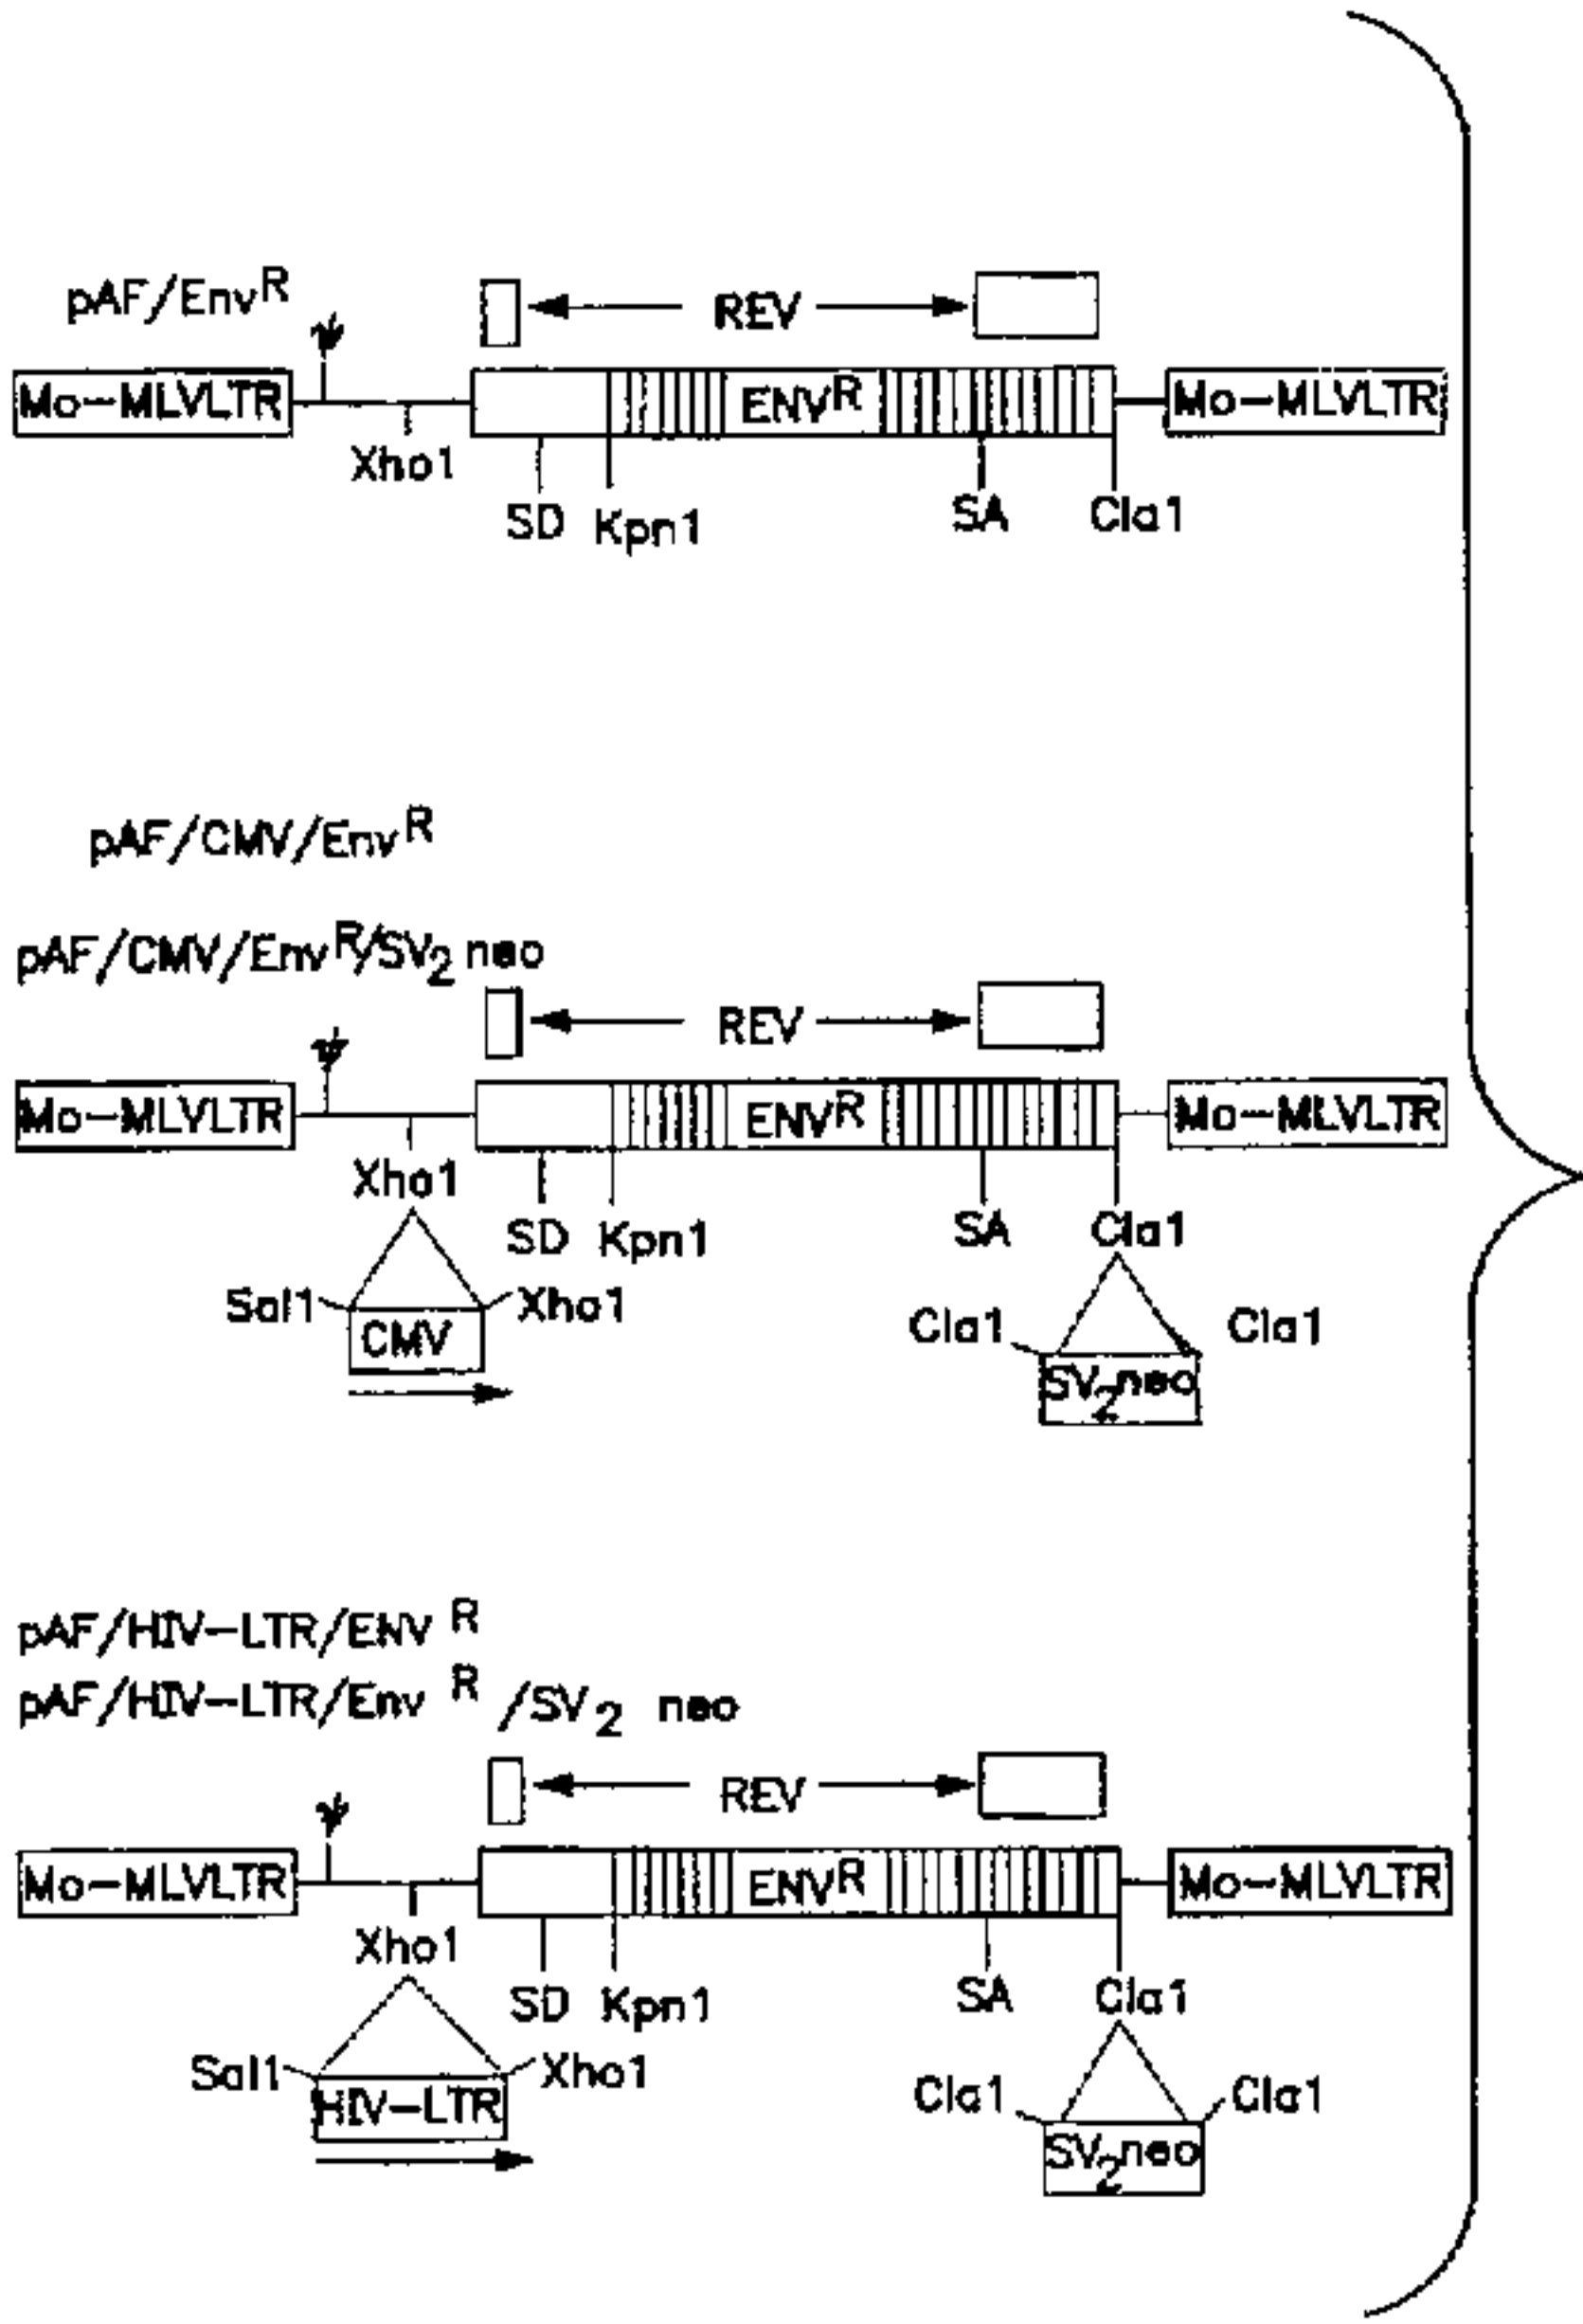 pAF/Env R
REV
ψ
Mo-MLVLTR ENV R Mo-MLVLTR
Xho1
SD Kpn1 SA Cla1
pAF/CMV/Env R
pAF/CMV/Env R/SV2 neo
REV
ψ
Mo-MLVLTR ENV R Mo-MLVLTR
Xho1
SD Kpn1 SA Cla1
Sal1 Xho1 Cla1 Cla1
CMV SV2neo
pAF/HIV-LTR/ENV R
pAF/HIV-LTR/Env R /SV2 neo
REV
ψ
Mo-MLVLTR ENV R Mo-MLVLTR
Xho1
SD Kpn1 SA Cla1
Sal1 Xho1 Cla1 Cla1
HIV-LTR SV2neo